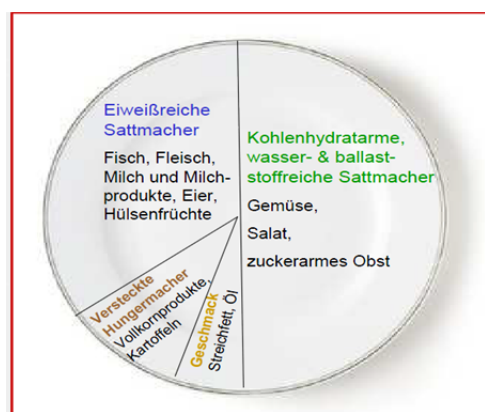 Eiweißreiche
Sattmacher
Fisch, Fleisch,
Milch und Milch-
produkte, Eier,
Hülsenfrüchte
Kohlenhydratarme,
wasser- & ballast-
stoffreiche Sattmacher
Gemüse,
Salat,
zuckerarmes Obst
Versteckte
Hungermacher
Vollkornprodukte,
Kartoffeln
Geschmack
Streichfett, Öl